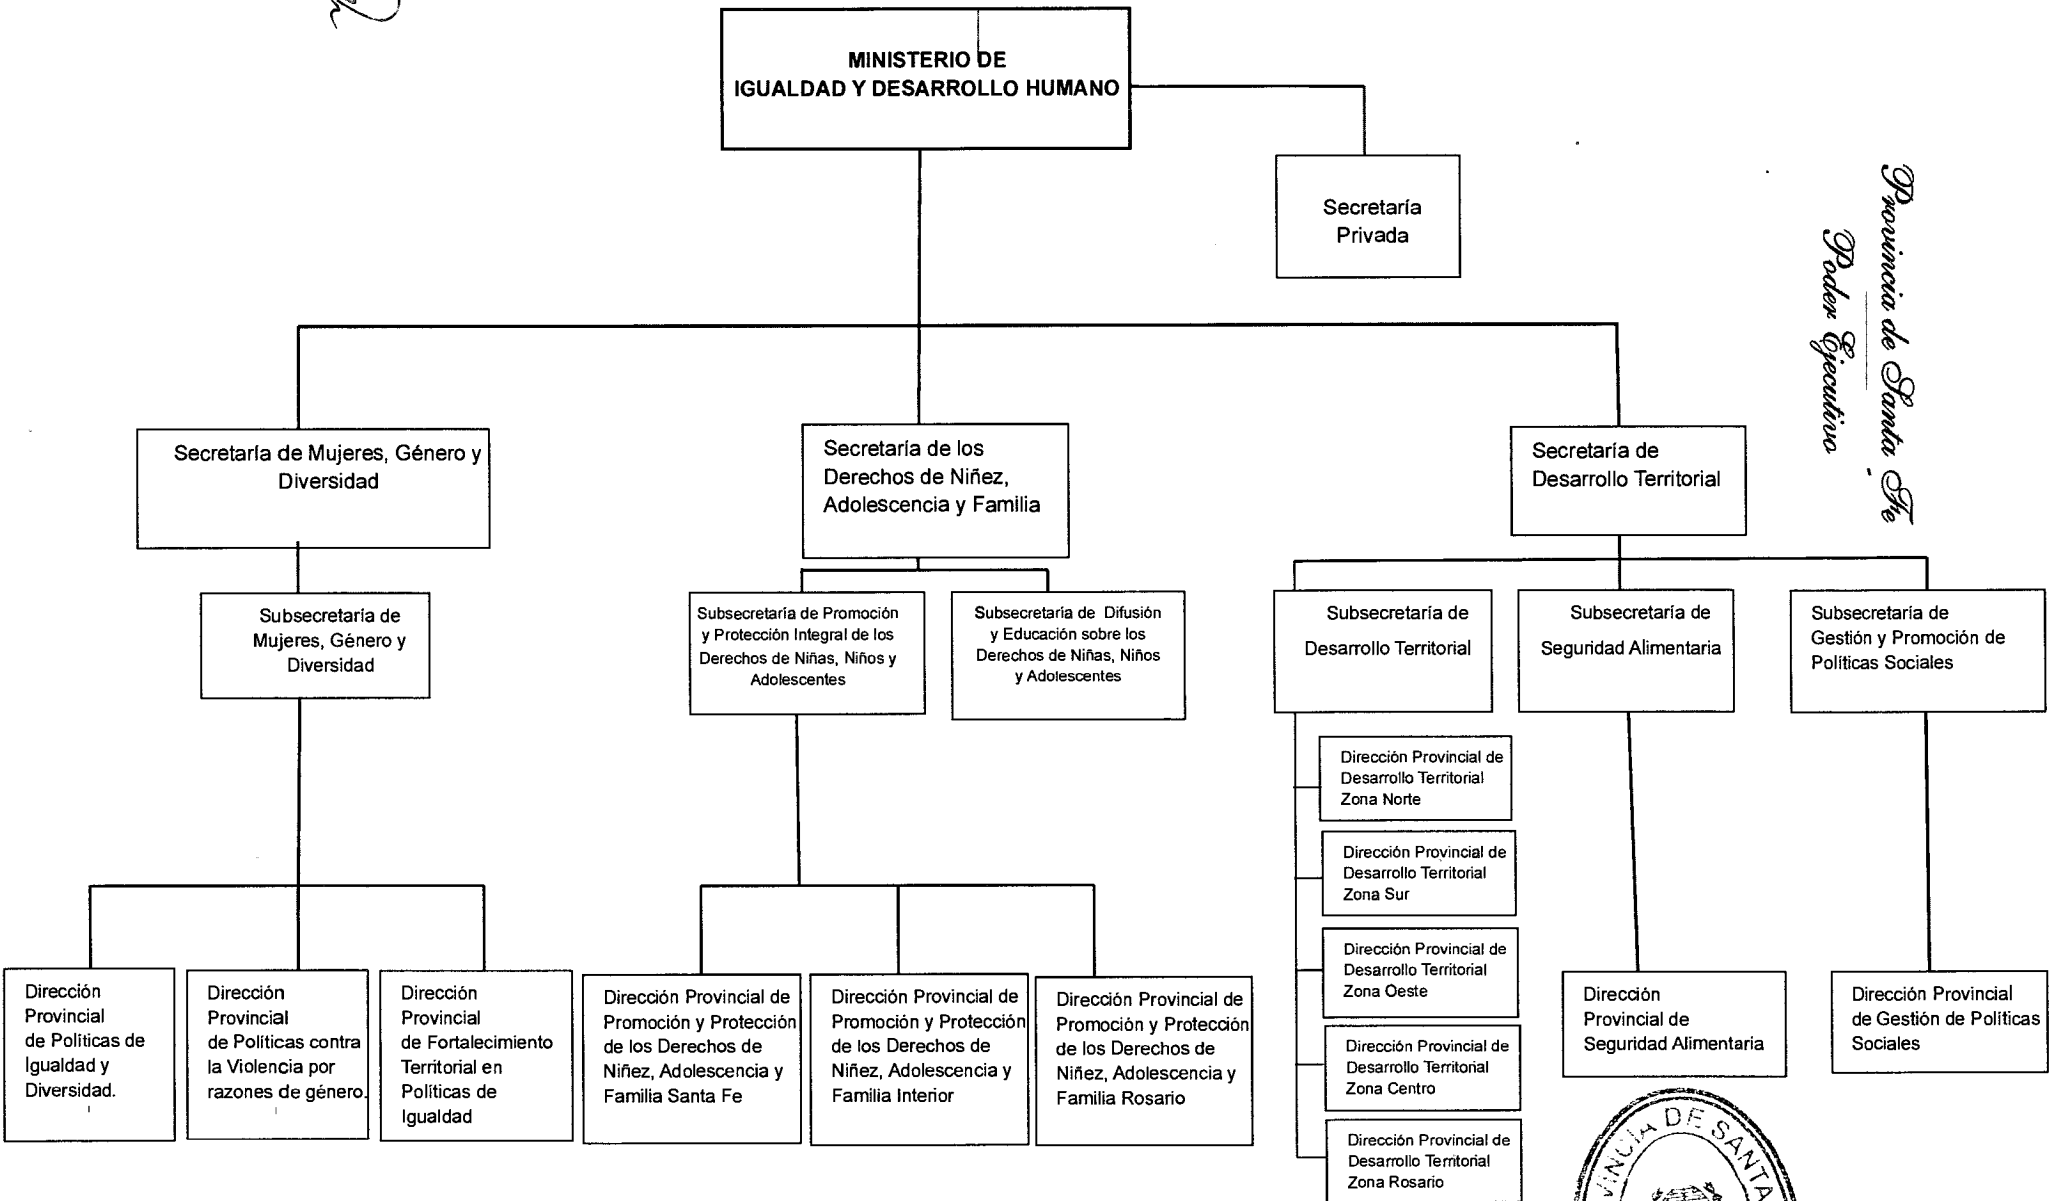 MINISTERIO DE
IGUALDAD Y DESARROLLO HUMANO
Secretaría
Privada
Provincia de Santa Fe
Poder Ejecutivo
Secretaría de Mujeres, Género y
Diversidad
Secretaría de los
Derechos de Niñez,
Adolescencia y Familia
Secretaría de
Desarrollo Territorial
Subsecretaría de
Mujeres, Género y
Diversidad
Subsecretaría de Promoción
y Protección Integral de los
Derechos de Niñas, Niños y
Adolescentes
Subsecretaría de Difusión
y Educación sobre los
Derechos de Niñas, Niños
y Adolescentes
Subsecretaría de
Desarrollo Territorial
Subsecretaría de
Seguridad Alimentaria
Subsecretaría de
Gestión y Promoción de
Políticas Sociales
Dirección Provincial de
Desarrollo Territorial
Zona Norte
Dirección Provincial de
Desarrollo Territorial
Zona Sur
Dirección Provincial de
Desarrollo Territorial
Zona Oeste
Dirección Provincial de
Desarrollo Territorial
Zona Centro
Dirección Provincial de
Desarrollo Territorial
Zona Rosario
Dirección
Provincial
de Políticas de
Igualdad y
Diversidad.
Dirección
Provincial
de Políticas contra
la Violencia por
razones de género.
Dirección
Provincial
de Fortalecimiento
Territorial en
Políticas de
Igualdad
Dirección Provincial de
Promoción y Protección
de los Derechos de
Niñez, Adolescencia y
Familia Santa Fe
Dirección Provincial de
Promoción y Protección
de los Derechos de
Niñez, Adolescencia y
Familia Interior
Dirección Provincial de
Promoción y Protección
de los Derechos de
Niñez, Adolescencia y
Familia Rosario
Dirección
Provincial de
Seguridad Alimentaria
Dirección Provincial
de Gestión de Políticas
Sociales
VINCIA DE SANTA